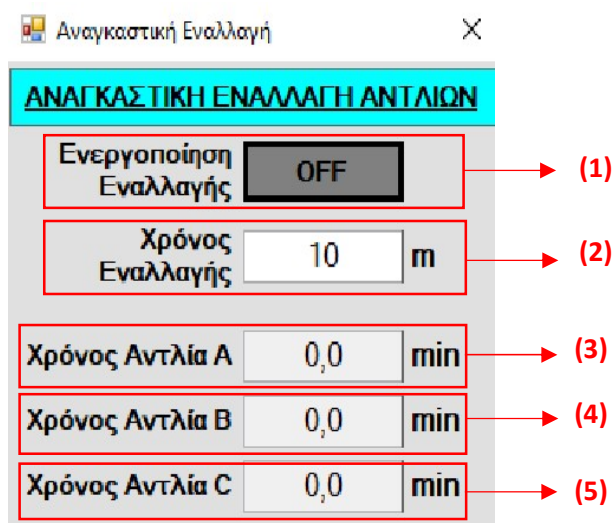 Αναγκαστική Εναλλαγή
ΑΝΑΓΚΑΣΤΙΚΗ ΕΝΑΛΛΑΓΗ ΑΝΤΛΙΩΝ
Ενεργοποίηση
Εναλλαγής
OFF
(1)
Χρόνος
Εναλλαγής
10 m
(2)
Χρόνος Αντλία Α 0,0 min (3)
Χρόνος Αντλία Β 0,0 min (4)
Χρόνος Αντλία C 0,0 min (5)